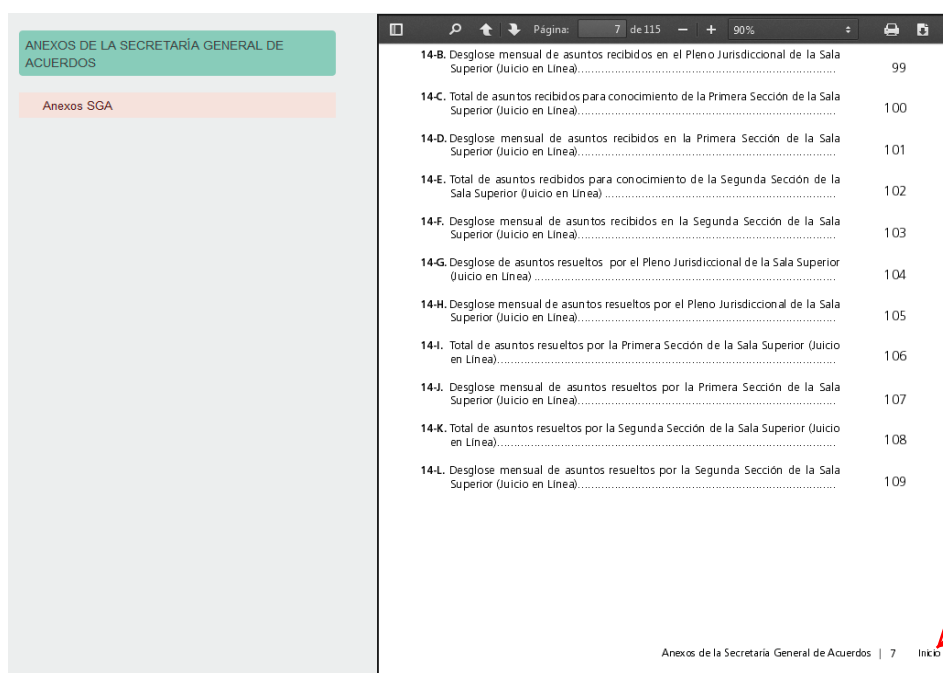 ANEXOS DE LA SECRETARÍA GENERAL DE
ACUERDOS
Anexos SGA
Página: 7 de 115 90%
14-B. Desglose mensual de asuntos recibidos en el Pleno Jurisdiccional de la Sala
Superior (Juicio en Línea)........................................................................... 99
14-C. Total de asuntos recibidos para conocimiento de la Primera Sección de la Sala
Superior (Juicio en Línea)........................................................................... 100
14-D. Desglose mensual de asuntos recibidos en la Primera Sección de la Sala
Superior (Juicio en Línea)........................................................................... 101
14-E. Total de asuntos recibidos para conocimiento de la Segunda Sección de la
Sala Superior (Juicio en Línea) .................................................................... 102
14-F. Desglose mensual de asuntos recibidos en la Segunda Sección de la Sala
Superior (Juicio en Línea)........................................................................... 103
14-G. Desglose de asuntos resueltos por el Pleno Jurisdiccional de la Sala Superior
(Juicio en Línea) ........................................................................................ 104
14-H. Desglose mensual de asuntos resueltos por el Pleno Jurisdiccional de la Sala
Superior (Juicio en Línea)........................................................................... 105
14-I. Total de asuntos resueltos por la Primera Sección de la Sala Superior (Juicio
en Línea)................................................................................................... 106
14-J. Desglose mensual de asuntos resueltos por la Primera Sección de la Sala
Superior (Juicio en Línea)........................................................................... 107
14-K. Total de asuntos resueltos por la Segunda Sección de la Sala Superior (Juicio
en Línea)................................................................................................... 108
14-L. Desglose mensual de asuntos resueltos por la Segunda Sección de la Sala
Superior (Juicio en Línea)........................................................................... 109
Anexos de la Secretaría General de Acuerdos | 7 Inicio